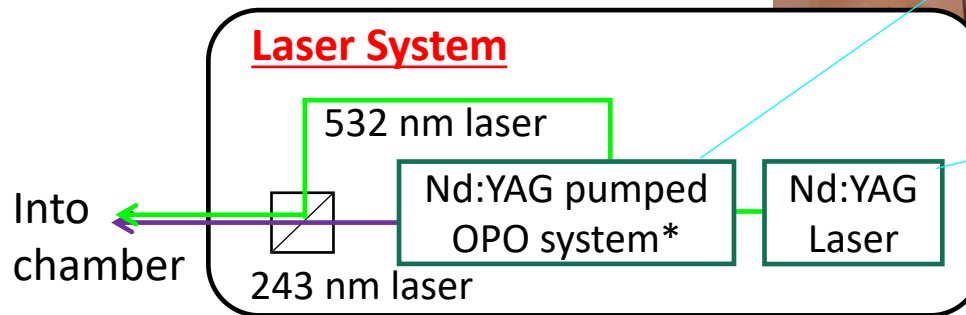 Laser System
532 nm laser
Nd:YAG pumped
OPO system*
Nd:YAG
Laser
Into
chamber
243 nm laser